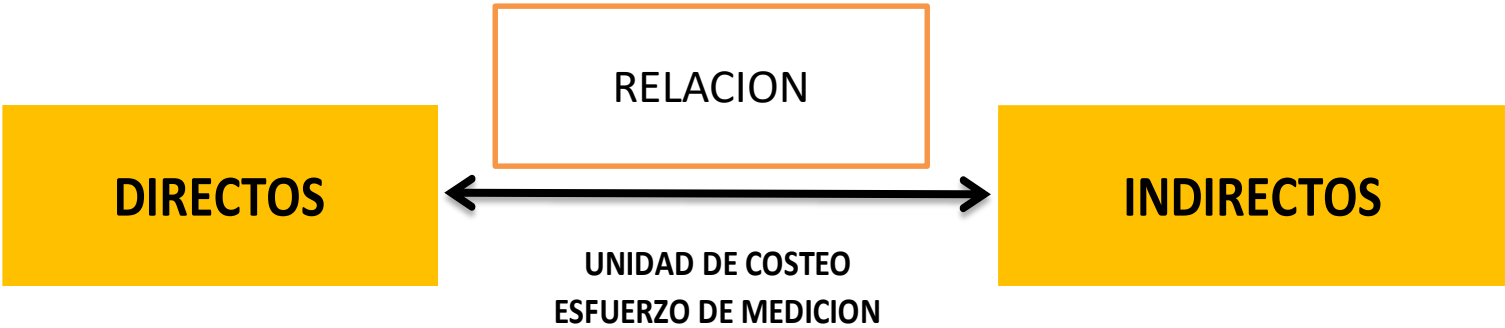 RELACION
DIRECTOS
INDIRECTOS
UNIDAD DE COSTEO
ESFUERZO DE MEDICION